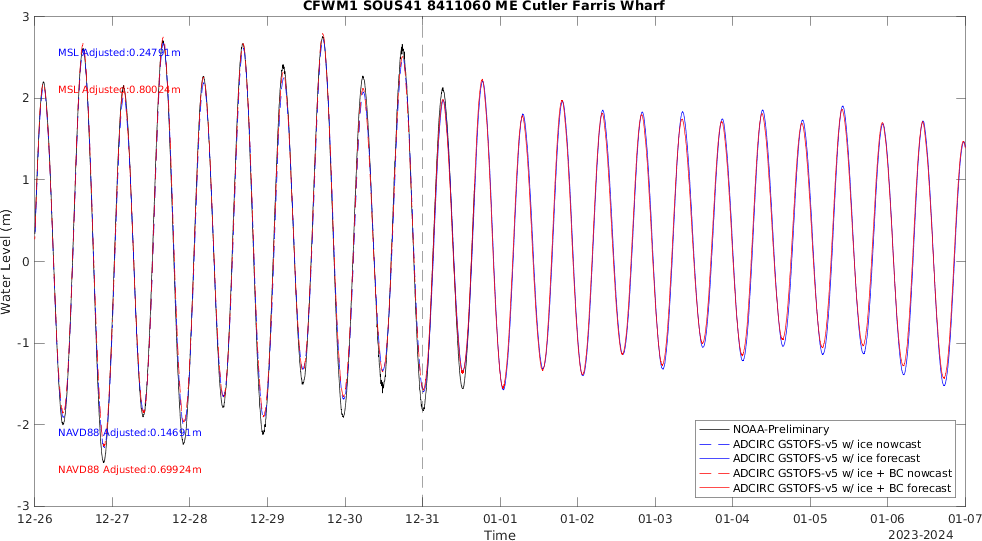 CFWM1 SOUS41 8411060 ME Cutler Farris Wharf
3
2
1
0
-1
-2
-3
Water Level (m)
MSL Adjusted:0.24791m
MSL Adjusted:0.80024m
NAVD88 Adjusted:0.14691m
NAVD88 Adjusted:0.69924m
NOAA-Preliminary
ADCIRC GSTOFS-v5 w/ ice nowcast
ADCIRC GSTOFS-v5 w/ ice forecast
ADCIRC GSTOFS-v5 w/ ice + BC nowcast
ADCIRC GSTOFS-v5 w/ ice + BC forecast
12-26 12-27 12-28 12-29 12-30 12-31 01-01 01-02 01-03 01-04 01-05 01-06 01-07
Time
2023-2024